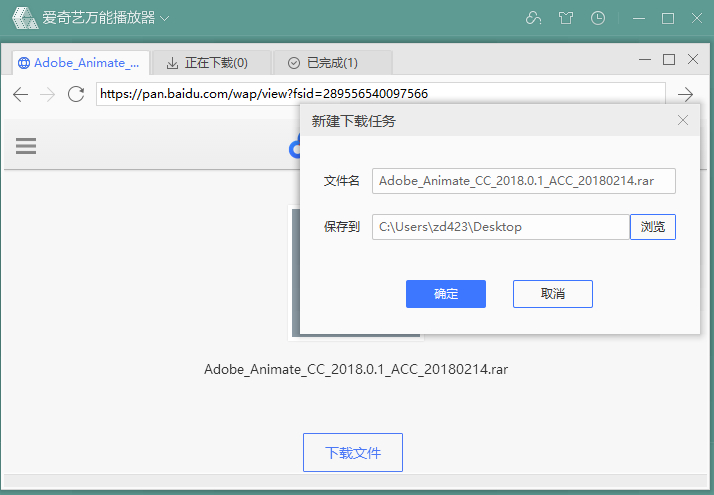 爱奇艺万能播放器
Adobe_Animate_...
正在下载(0)
已完成(1)
https://pan.baidu.com/wap/view?fsid=289556540097566
新建下载任务
文件名
Adobe_Animate_CC_2018.0.1_ACC_20180214.rar
保存到
C:\Users\zd423\Desktop
浏览
确定
取消
Adobe_Animate_CC_2018.0.1_ACC_20180214.rar
下载文件